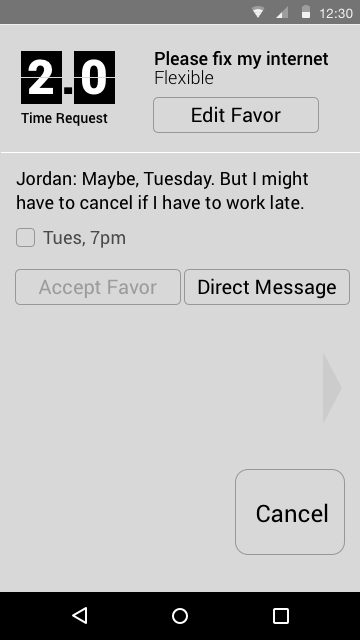 12:30
2.0
Time Request
Please fix my internet
Flexible
Edit Favor
Jordan: Maybe, Tuesday. But I might
have to cancel if I have to work late.
Tues, 7pm
Accept Favor
Direct Message
Cancel